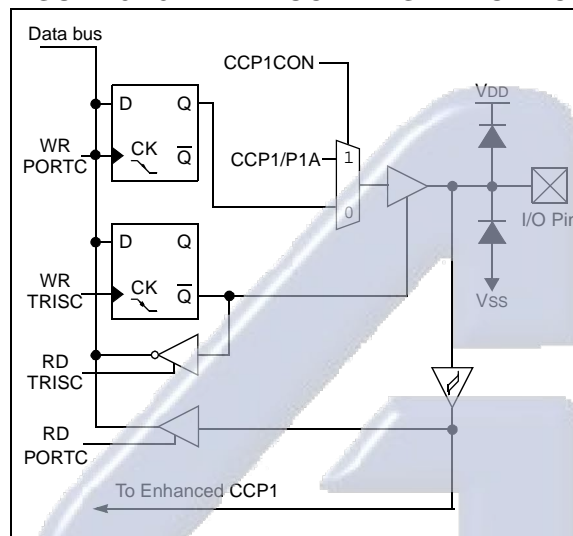 Data bus
CCP1CON
VDD
D Q
WR
PORTC
CK Q
CCP1/P1A
1
0
I/O Pin
D Q
WR
TRISC
CK Q
VSS
RD
TRISC
RD
PORTC
To Enhanced CCP1